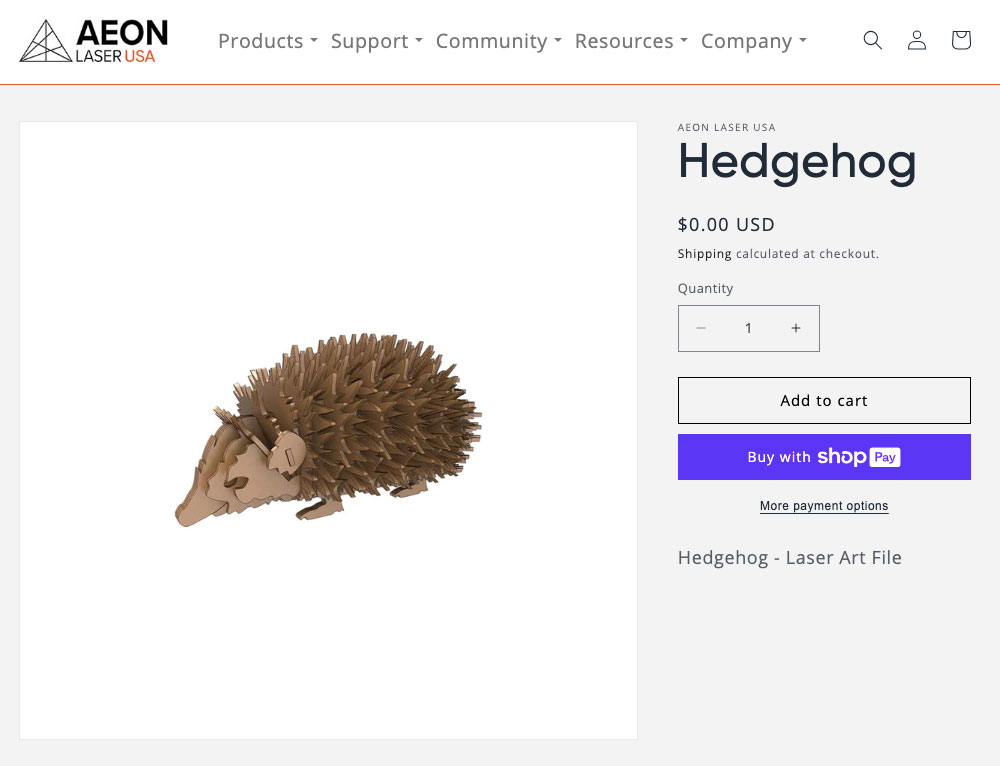 AEON
LASER USA
Products Support Community Resources Company
AEON LASER USA
Hedgehog
$0.00 USD
Shipping calculated at checkout.
Quantity
− 1 +
Add to cart
Buy with shop Pay
More payment options
Hedgehog - Laser Art File